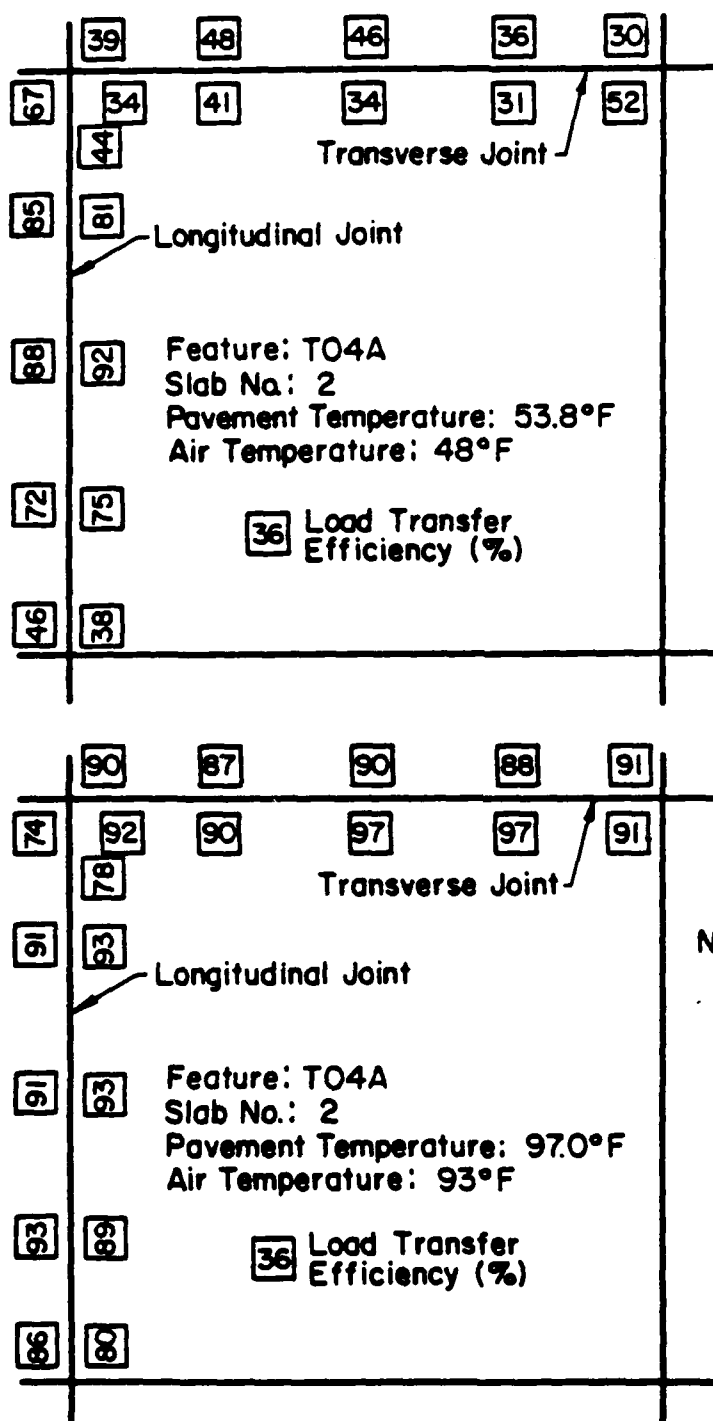 39 48 46 36 30
67 34 41 34 31 52
44 Transverse Joint
85 81
Longitudinal Joint
88 92
Feature: TO4A
Slab No.: 2
Pavement Temperature: 53.8°F
Air Temperature: 48°F
72 75
36 Load Transfer
Efficiency (%)
46 38
90 87 90 88 91
74 92 90 97 97 91
78 Transverse Joint
91 93 N
Longitudinal Joint
91 93
Feature: TO4A
Slab No.: 2
Pavement Temperature: 97.0°F
Air Temperature: 93°F
93 89
36 Load Transfer
Efficiency (%)
86 80